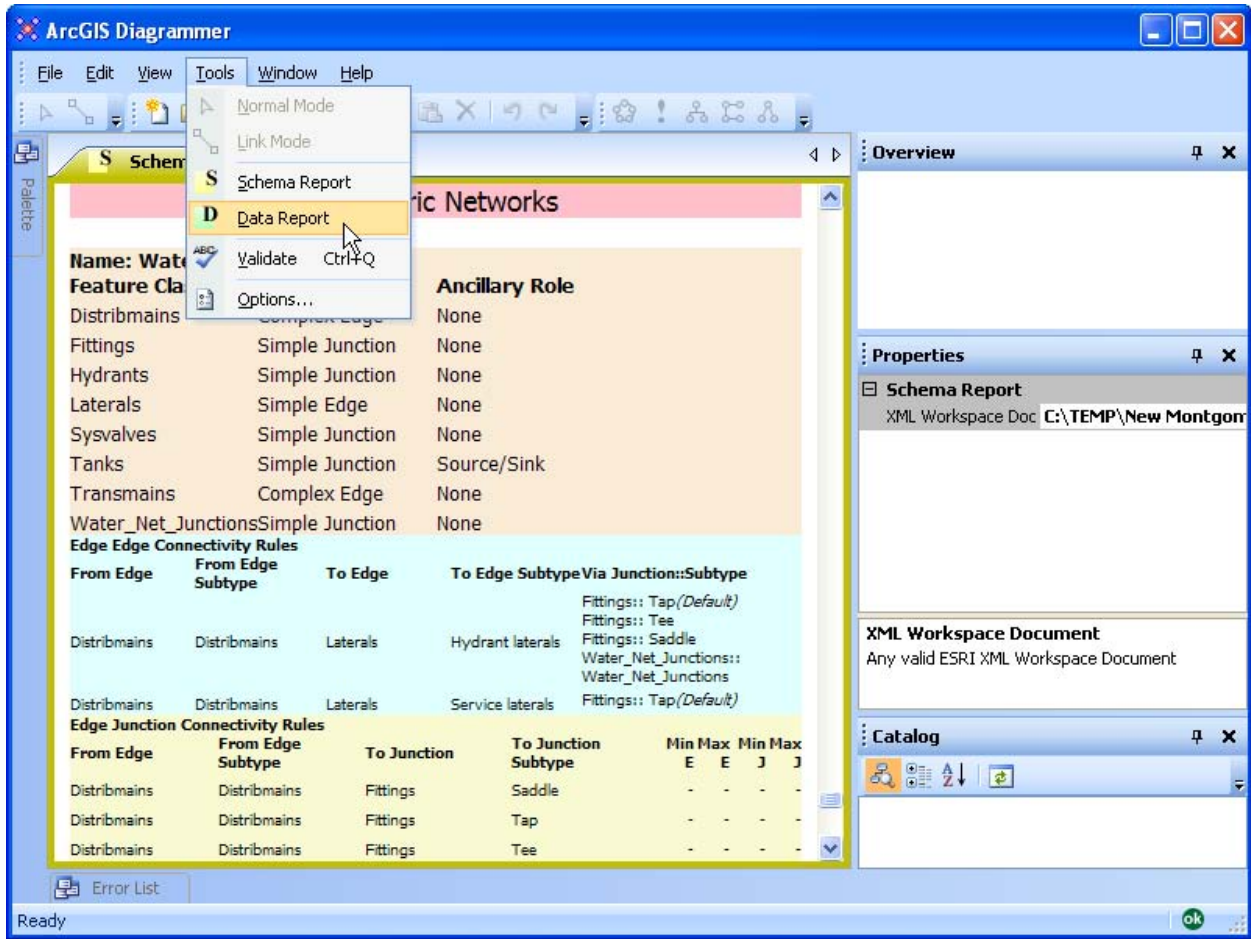 ArcGIS Diagrammer
File Edit View Tools Window Help
Normal Mode
Link Mode
Schema Report
Data Report
Validate Ctrl+Q
Options...
Palette
S Schem
ric Networks
Name: Wate
Feature Cla Ancillary Role
Distribmains Complex Edge None
Fittings Simple Junction None
Hydrants Simple Junction None
Laterals Simple Edge None
Sysvalves Simple Junction None
Tanks Simple Junction Source/Sink
Transmains Complex Edge None
Water_Net_Junctions Simple Junction None
Edge Edge Connectivity Rules
From Edge From Edge Subtype To Edge To Edge Subtype Via Junction::Subtype
Fittings:: Tap(Default)
Fittings:: Tee
Distribmains Distribmains Laterals Hydrant laterals Fittings:: Saddle
Water_Net_Junctions::
Water_Net_Junctions
Distribmains Distribmains Laterals Service laterals Fittings:: Tap(Default)
Edge Junction Connectivity Rules
From Edge From Edge Subtype To Junction To Junction Subtype Min E Max E Min J Max J
Distribmains Distribmains Fittings Saddle - - - -
Distribmains Distribmains Fittings Tap - - - -
Distribmains Distribmains Fittings Tee - - - -
Overview
Properties
Schema Report
XML Workspace Doc C:\TEMP\New Montgom
XML Workspace Document
Any valid ESRI XML Workspace Document
Catalog
Error List
Ready
ok